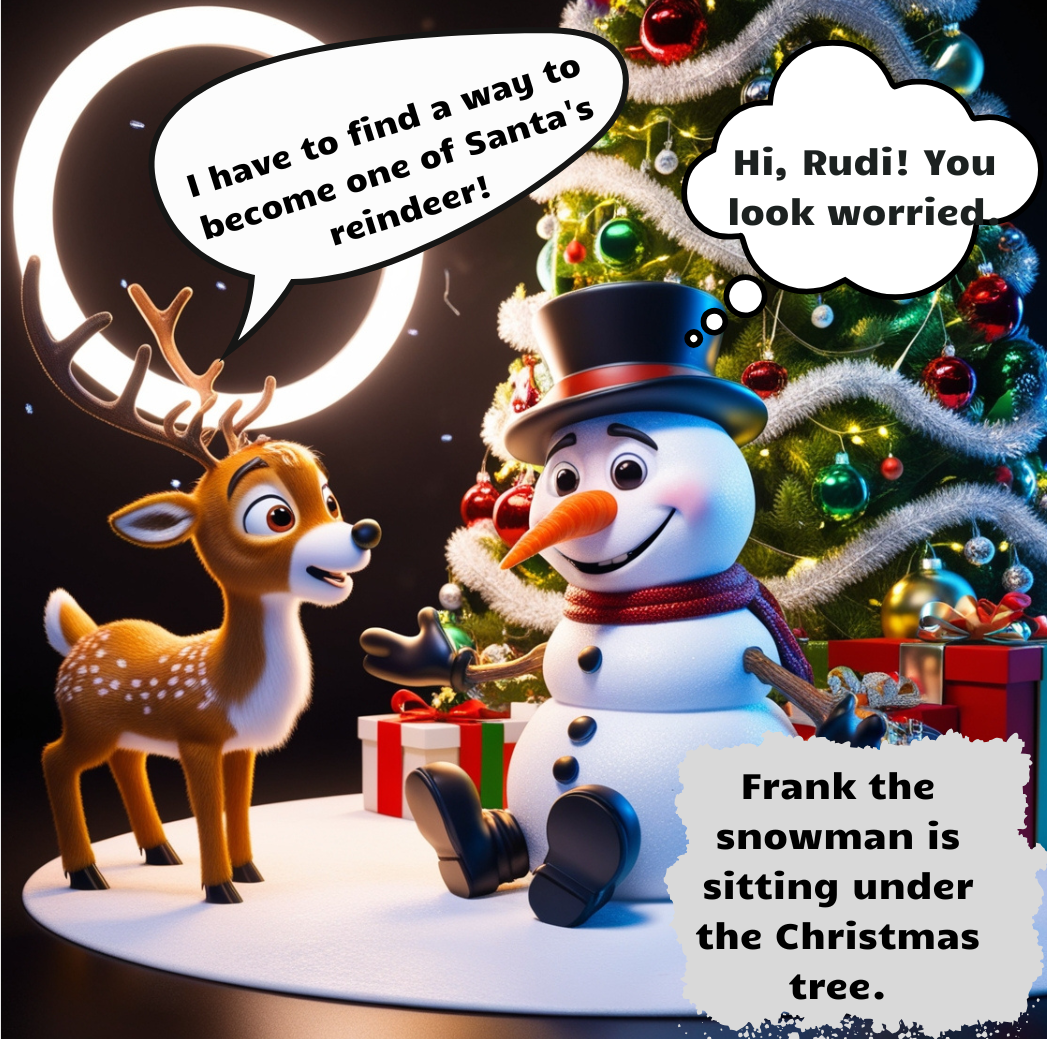 I have to find a way to
become one of Santa's
reindeer!
Hi, Rudi! You
look worried.
Frank the
snowman is
sitting under
the Christmas
tree.